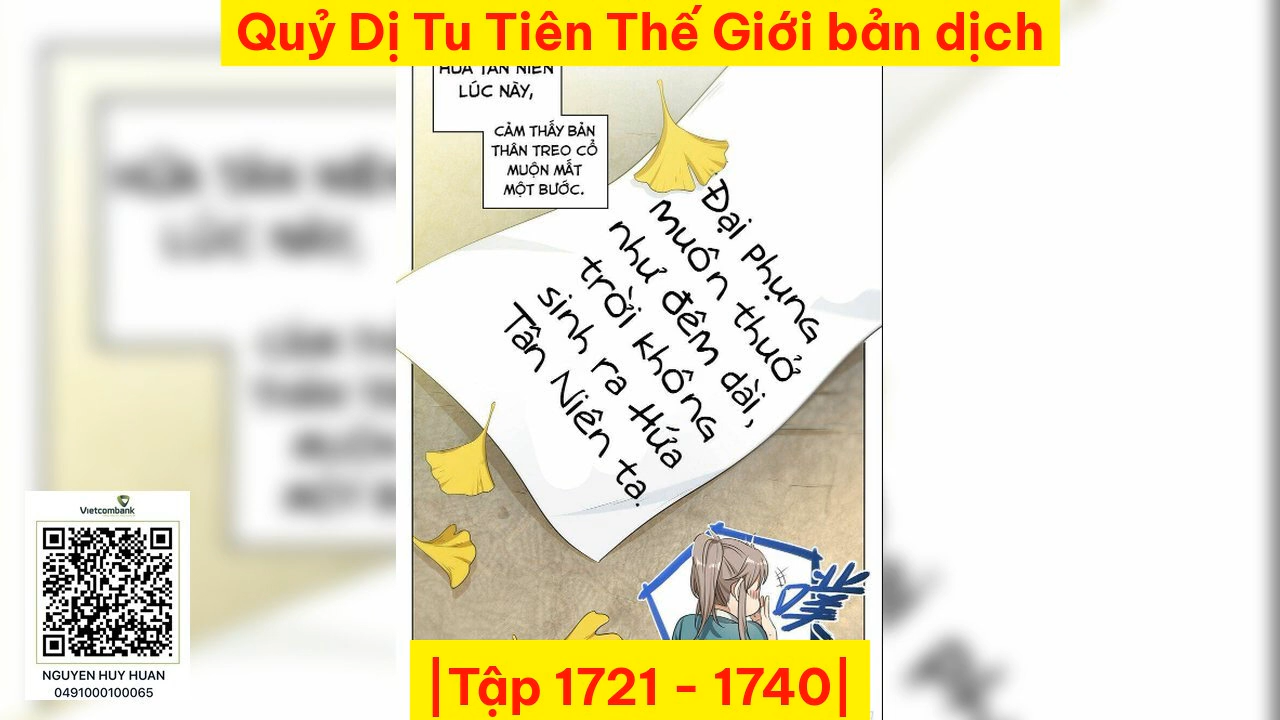 Quỷ Dị Tu Tiên Thế Giới bản dịch
HỨA TÂN NIÊN
LÚC NÀY,
CẢM THẤY BẢN
THÂN TREO CỔ
MUỘN MẤT
MỘT BƯỚC.
Đại Phụng
muôn thuở
như đêm dài,
trời không
sinh ra Hứa
Tân Niên ta.
Vietcombank
NGUYEN HUY HUAN
0491000100065
|Tập 1721 - 1740|